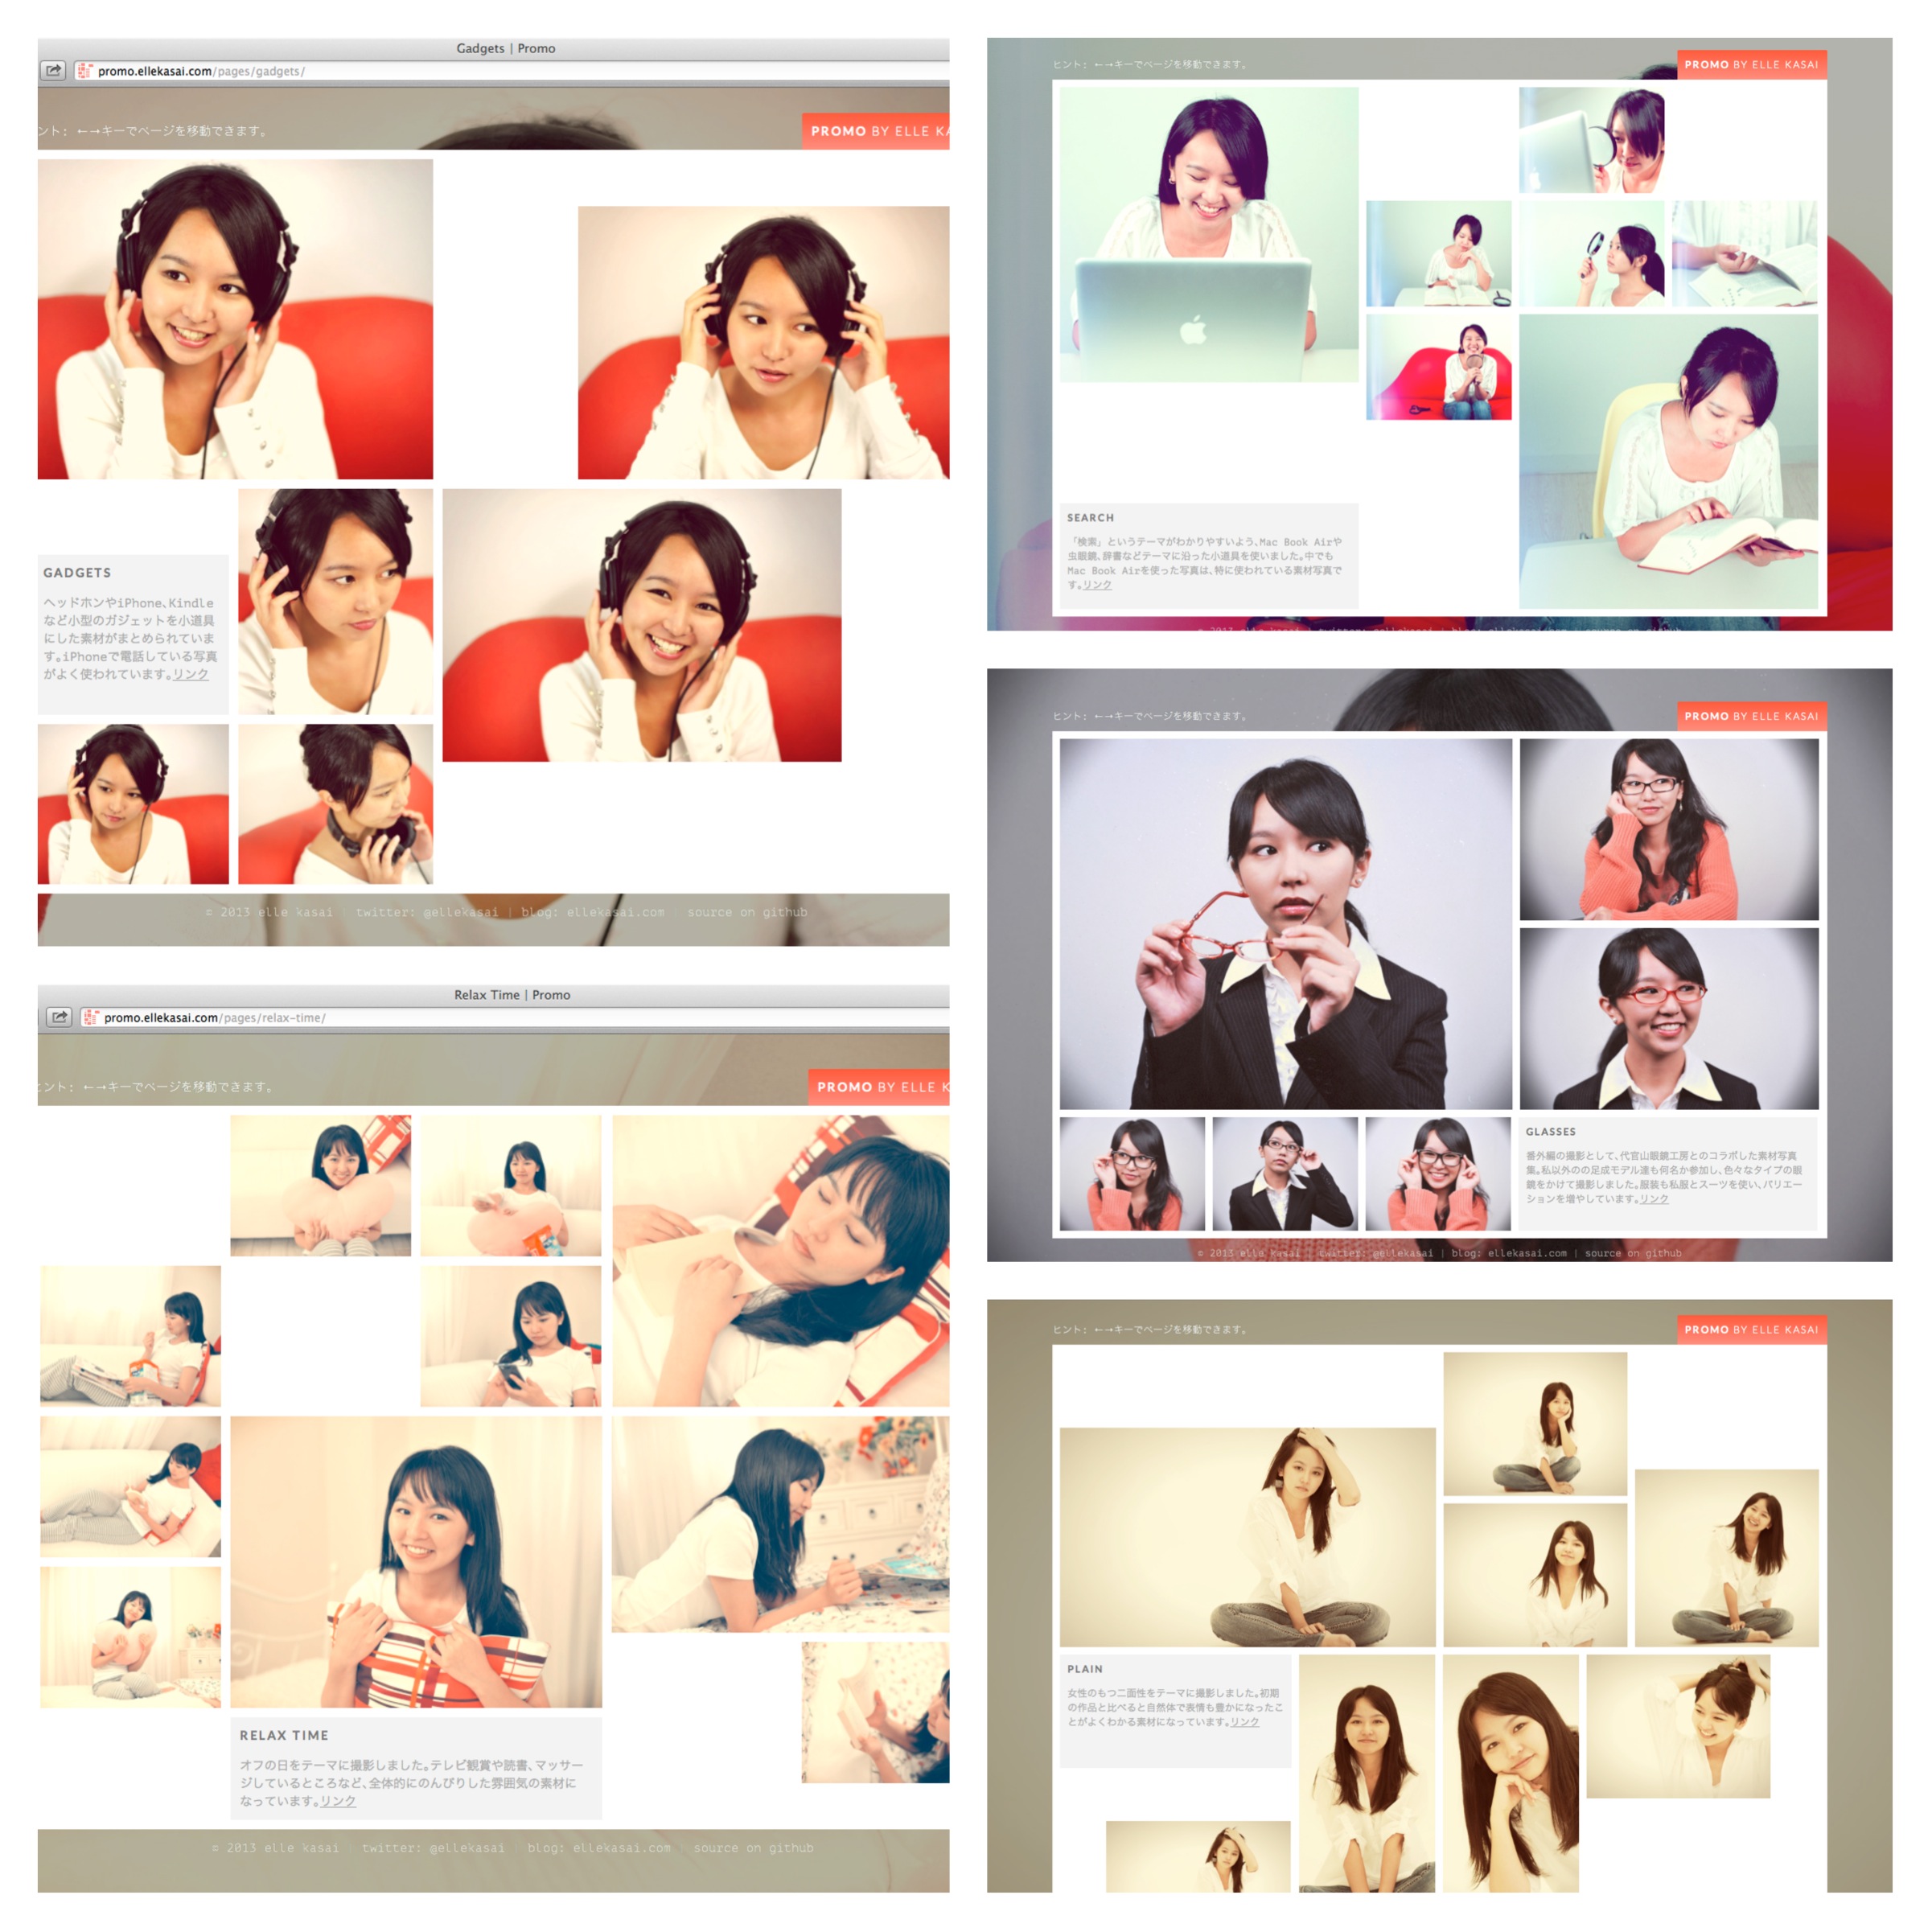 Gadgets | Promo
promo.ellekasai.com/pages/gadgets/
ント: ←→キーでページを移動できます。
PROMO BY ELLE KA
GADGETS
ヘッドホンやiPhone、Kindle
など小型のガジェットを小道具
にした素材がまとめられていま
す。iPhoneで電話している写真
がよく使われています。リンク
© 2013 elle kasai | twitter: @ellekasai | blog: ellekasai.com | source on github
Relax Time | Promo
promo.ellekasai.com/pages/relax-time/
ヒント: ←→キーでページを移動できます。
PROMO BY ELLE K
RELAX TIME
オフの日をテーマに撮影しました。テレビ観賞や読書、マッサー
ジしているところなど、全体的にのんびりした雰囲気の素材に
なっています。リンク
© 2013 elle kasai | twitter: @ellekasai | blog: ellekasai.com | source on github
ヒント: ←→キーでページを移動できます。
PROMO BY ELLE KASAI
SEARCH
「検索」というテーマがわかりやすいよう、Mac Book Airや
虫眼鏡、辞書などテーマに沿った小道具を使いました。中でも
Mac Book Airを使った写真は、特に使われている素材写真で
す。リンク
© 2013 elle kasai | twitter: @ellekasai | blog: ellekasai.com | source on github
ヒント: ←→キーでページを移動できます。
PROMO BY ELLE KASAI
GLASSES
番外編の撮影として、代官山眼鏡工房とのコラボした素材写真
集。私以外のの足成モデル達も何名か参加し、色々なタイプの眼
鏡をかけて撮影しました。服装も私服とスーツを使い、バリエー
ションを増やしています。リンク
© 2013 elle kasai | twitter: @ellekasai | blog: ellekasai.com | source on github
ヒント: ←→キーでページを移動できます。
PROMO BY ELLE KASAI
PLAIN
女性のもつ二面性をテーマに撮影しました。初期
の作品と比べると自然体で表情も豊かになったこ
とがよくわかる素材になっています。リンク